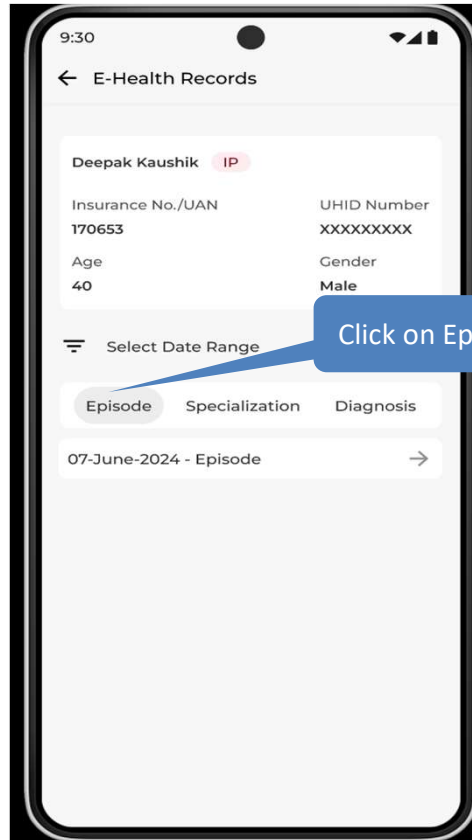 9:30
E-Health Records
Deepak Kaushik IP
Insurance No./UAN UHID Number
170653 XXXXXXXXX
Age Gender
40 Male
Select Date Range
Click on Ep
Episode Specialization Diagnosis
07-June-2024 - Episode